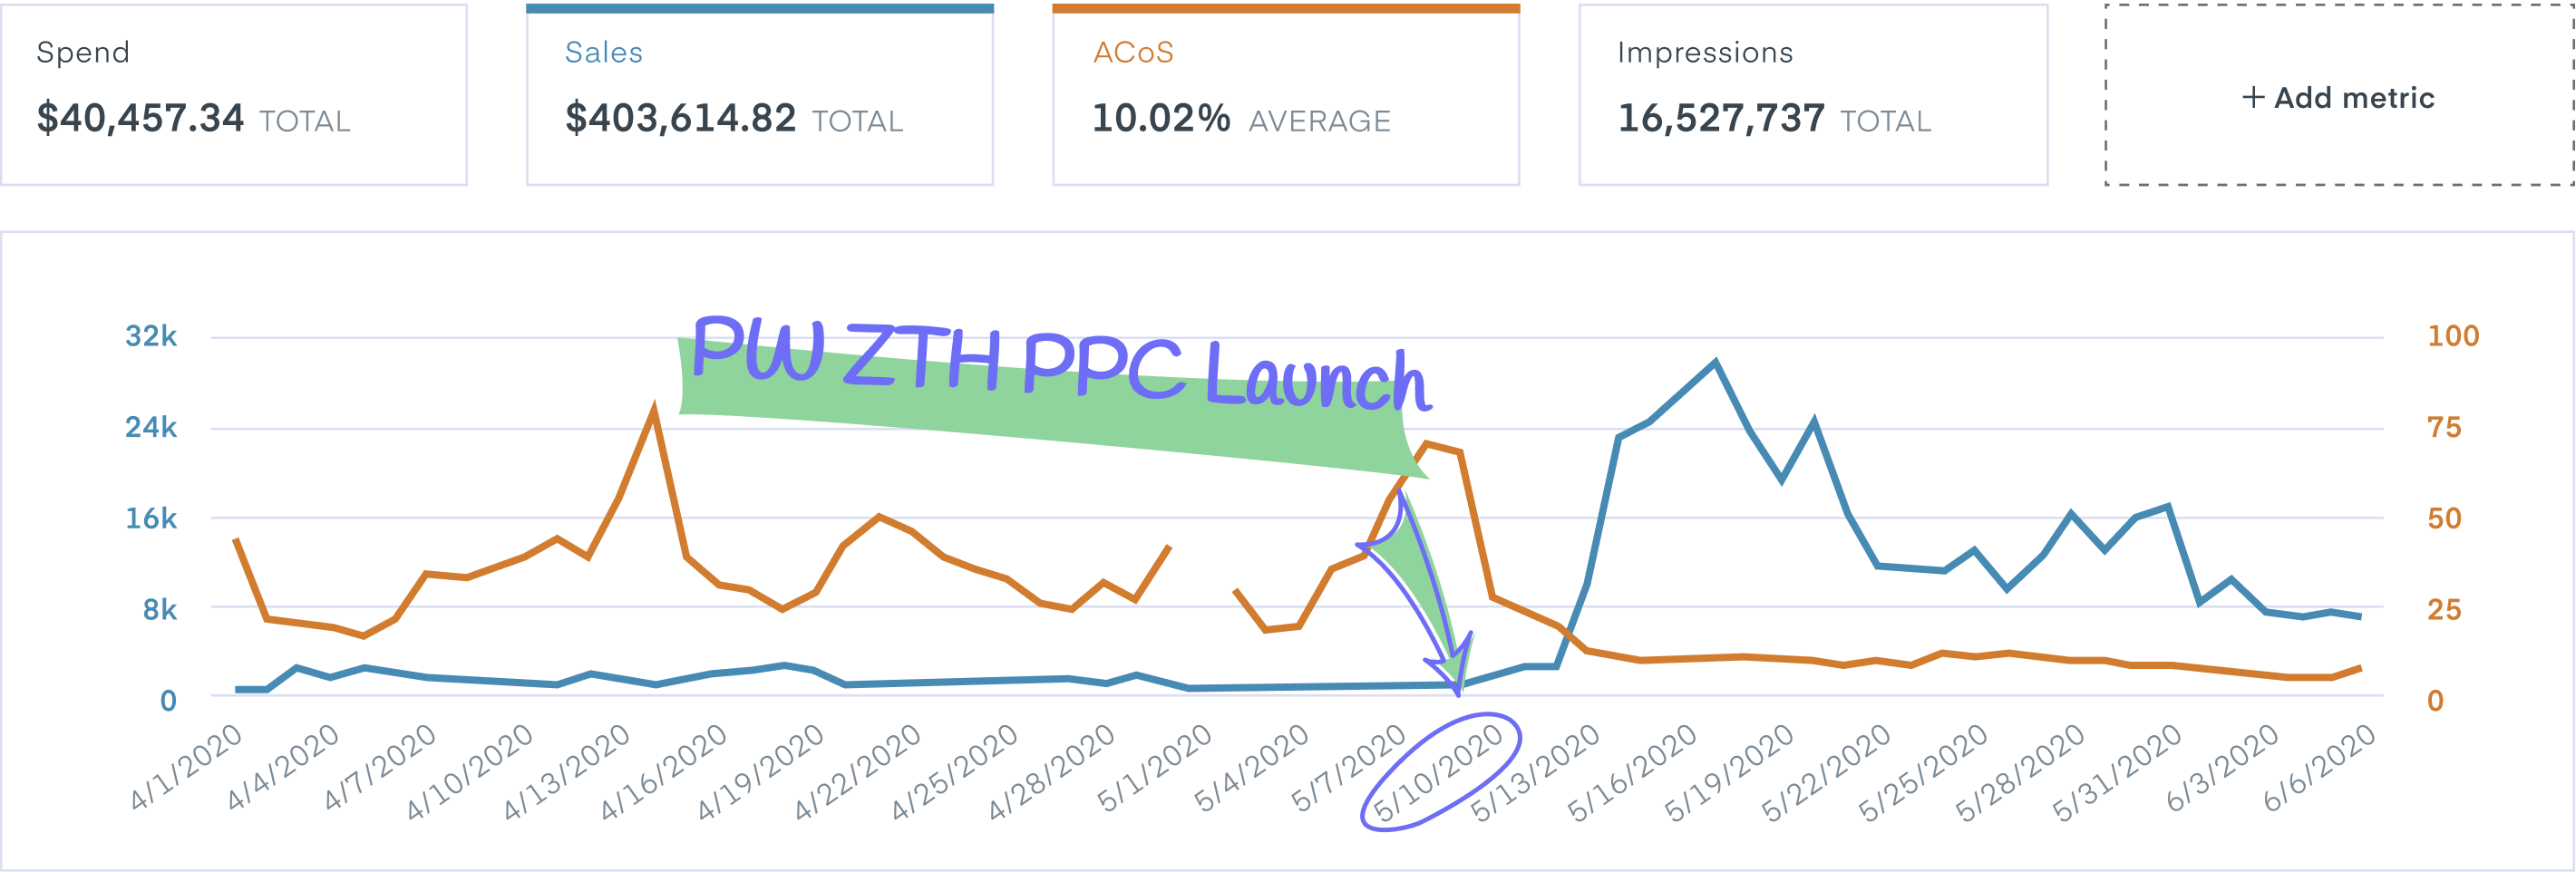 Spend
$40,457.34 TOTAL
Sales
$403,614.82 TOTAL
ACoS
10.02% AVERAGE
Impressions
16,527,737 TOTAL
+ Add metric
PW ZTH PPC Launch
32k
24k
16k
8k
0
100
75
50
25
0
4/1/2020
4/4/2020
4/7/2020
4/10/2020
4/13/2020
4/16/2020
4/19/2020
4/22/2020
4/25/2020
4/28/2020
5/1/2020
5/4/2020
5/7/2020
5/10/2020
5/13/2020
5/16/2020
5/19/2020
5/22/2020
5/25/2020
5/28/2020
5/31/2020
6/3/2020
6/6/2020